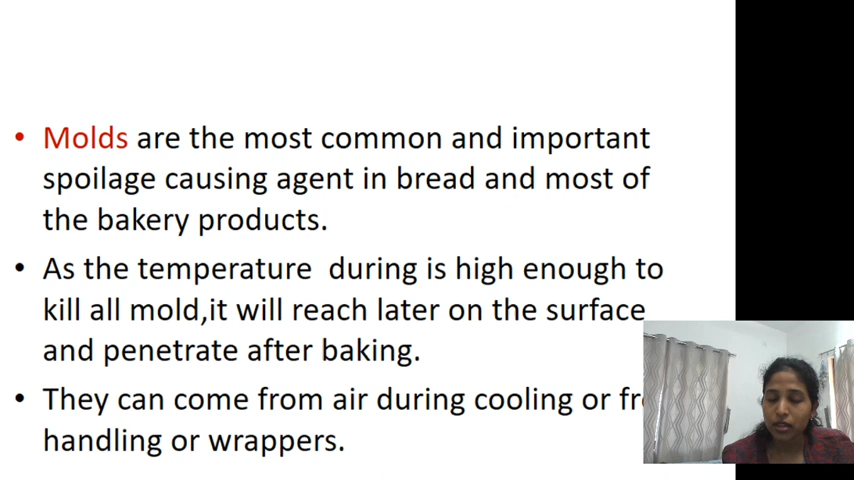 • Molds are the most common and important
spoilage causing agent in bread and most of
the bakery products.
• As the temperature  during is high enough to
kill all mold,it will reach later on the surface
and penetrate after baking.
• They can come from air during cooling or
handling or wrappers.